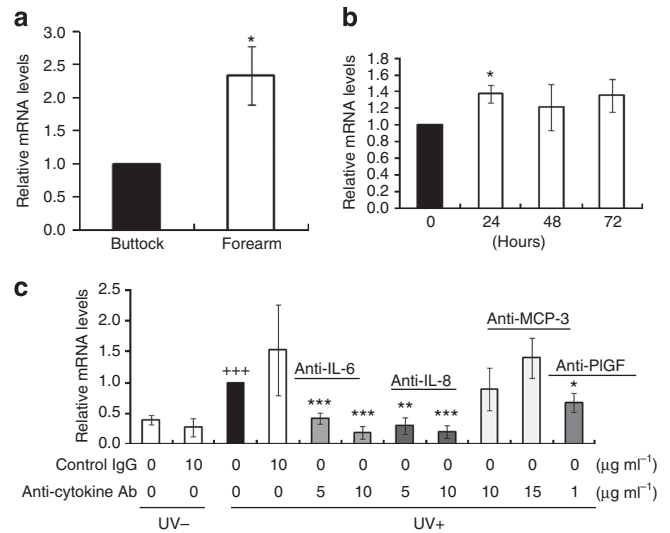 a
Relative mRNA levels
3.0
2.5
2.0
1.5
1.0
0.5
0.0
*
Buttock Forearm
b
Relative mRNA levels
1.8
1.6
1.4
1.2
1.0
0.8
0.6
0.4
0.2
0.0
*
0 24 48 72
(Hours)
c
Relative mRNA levels
2.5
2.0
1.5
1.0
0.5
0.0
+++
Anti-IL-6
*** ***
Anti-IL-8
** ***
Anti-MCP-3
Anti-PlGF
*
Control IgG 0 10 0 10 0 0 0 0 0 0 0 (μg ml⁻¹)
Anti-cytokine Ab 0 0 0 0 5 10 5 10 10 15 1 (μg ml⁻¹)
UV– UV+